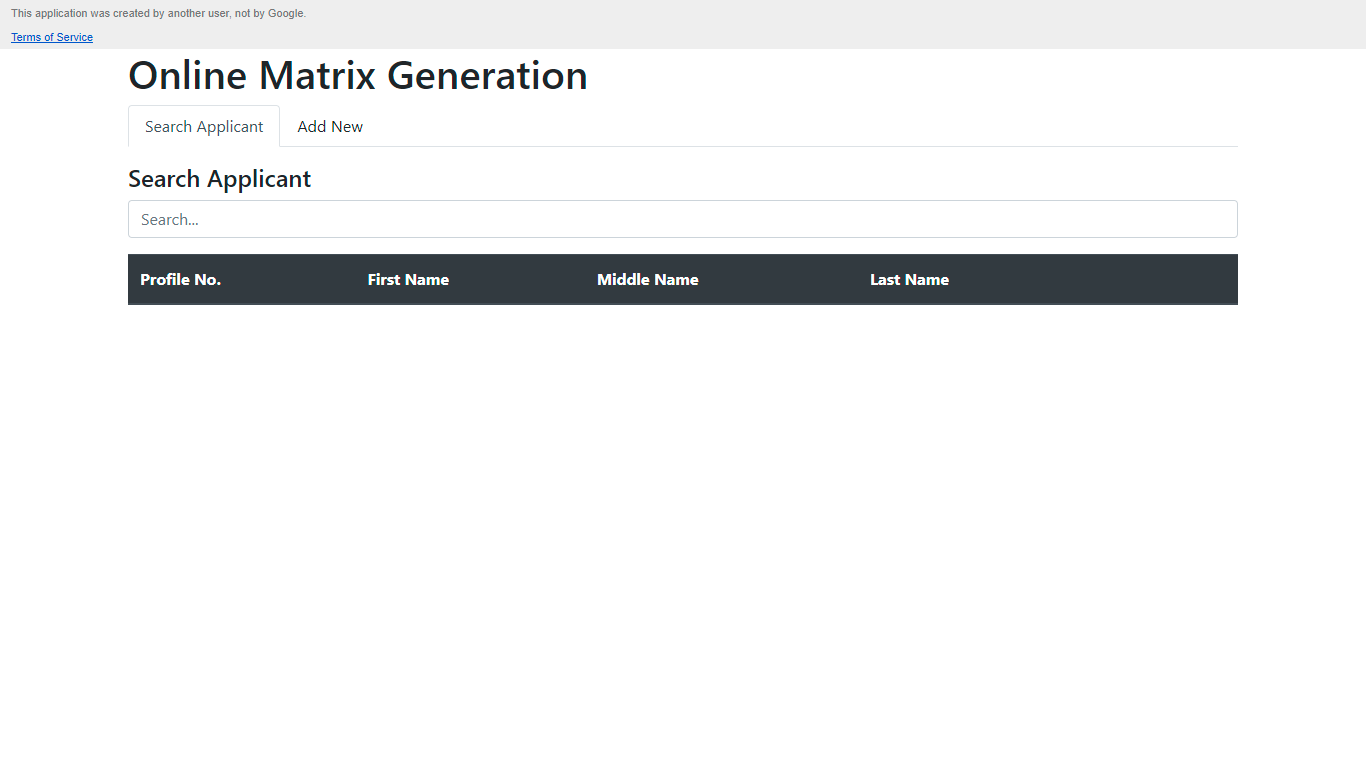 This application was created by another user, not by Google.
Terms of Service
Online Matrix Generation
Search Applicant Add New
Search Applicant
Search...
Profile No. First Name Middle Name Last Name